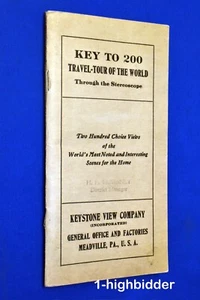 KEY TO 200
TRAVEL-TOUR OF THE WORLD
Through the Stereoscope
Two Hundred Choice Views
of the
World's Most Noted and Interesting
Scenes for the Home
KEYSTONE VIEW COMPANY
(INCORPORATED)
GENERAL OFFICE AND FACTORIES
MEADVILLE, PA., U. S. A.
1-highbidder